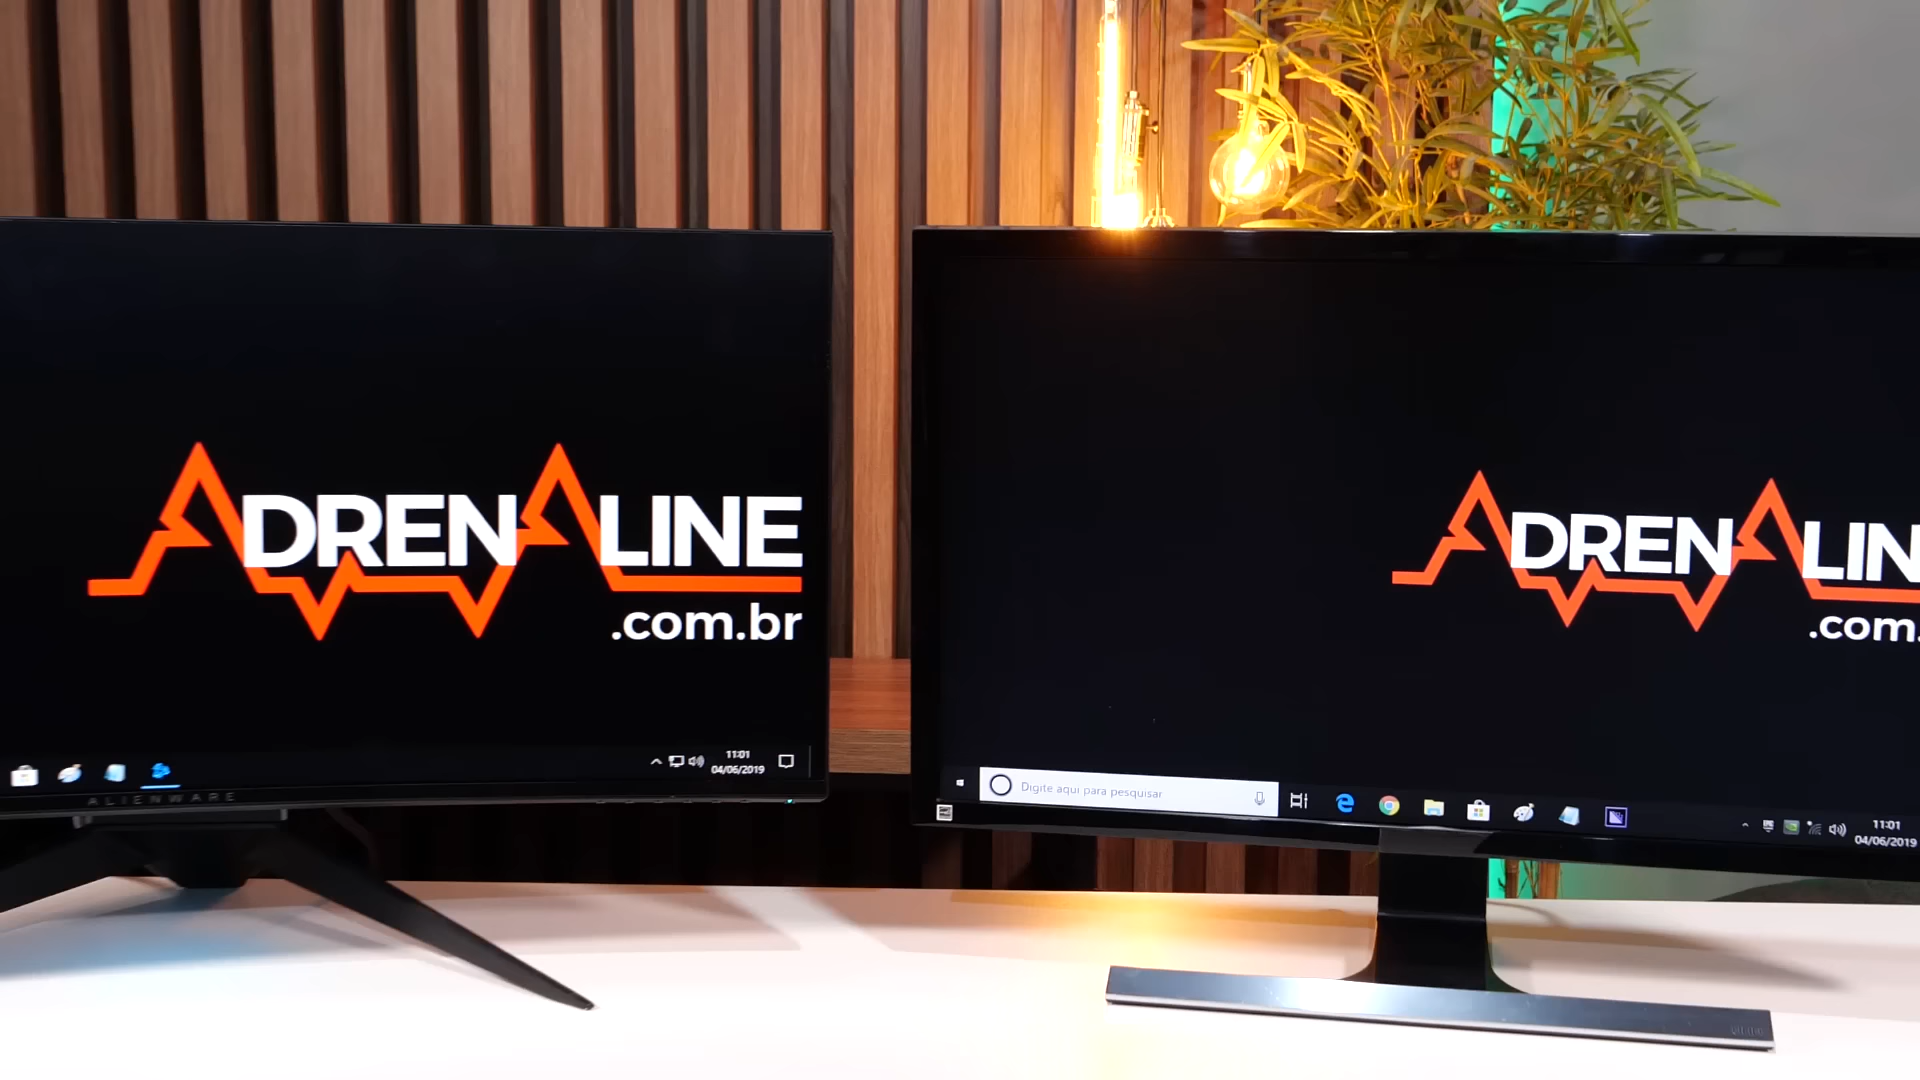 ADRENALINE
.com.br
11:01
04/06/2019
ALIENWARE
ADRENALIN
.com.
Digite aqui para pesquisar
11:01
04/06/2019